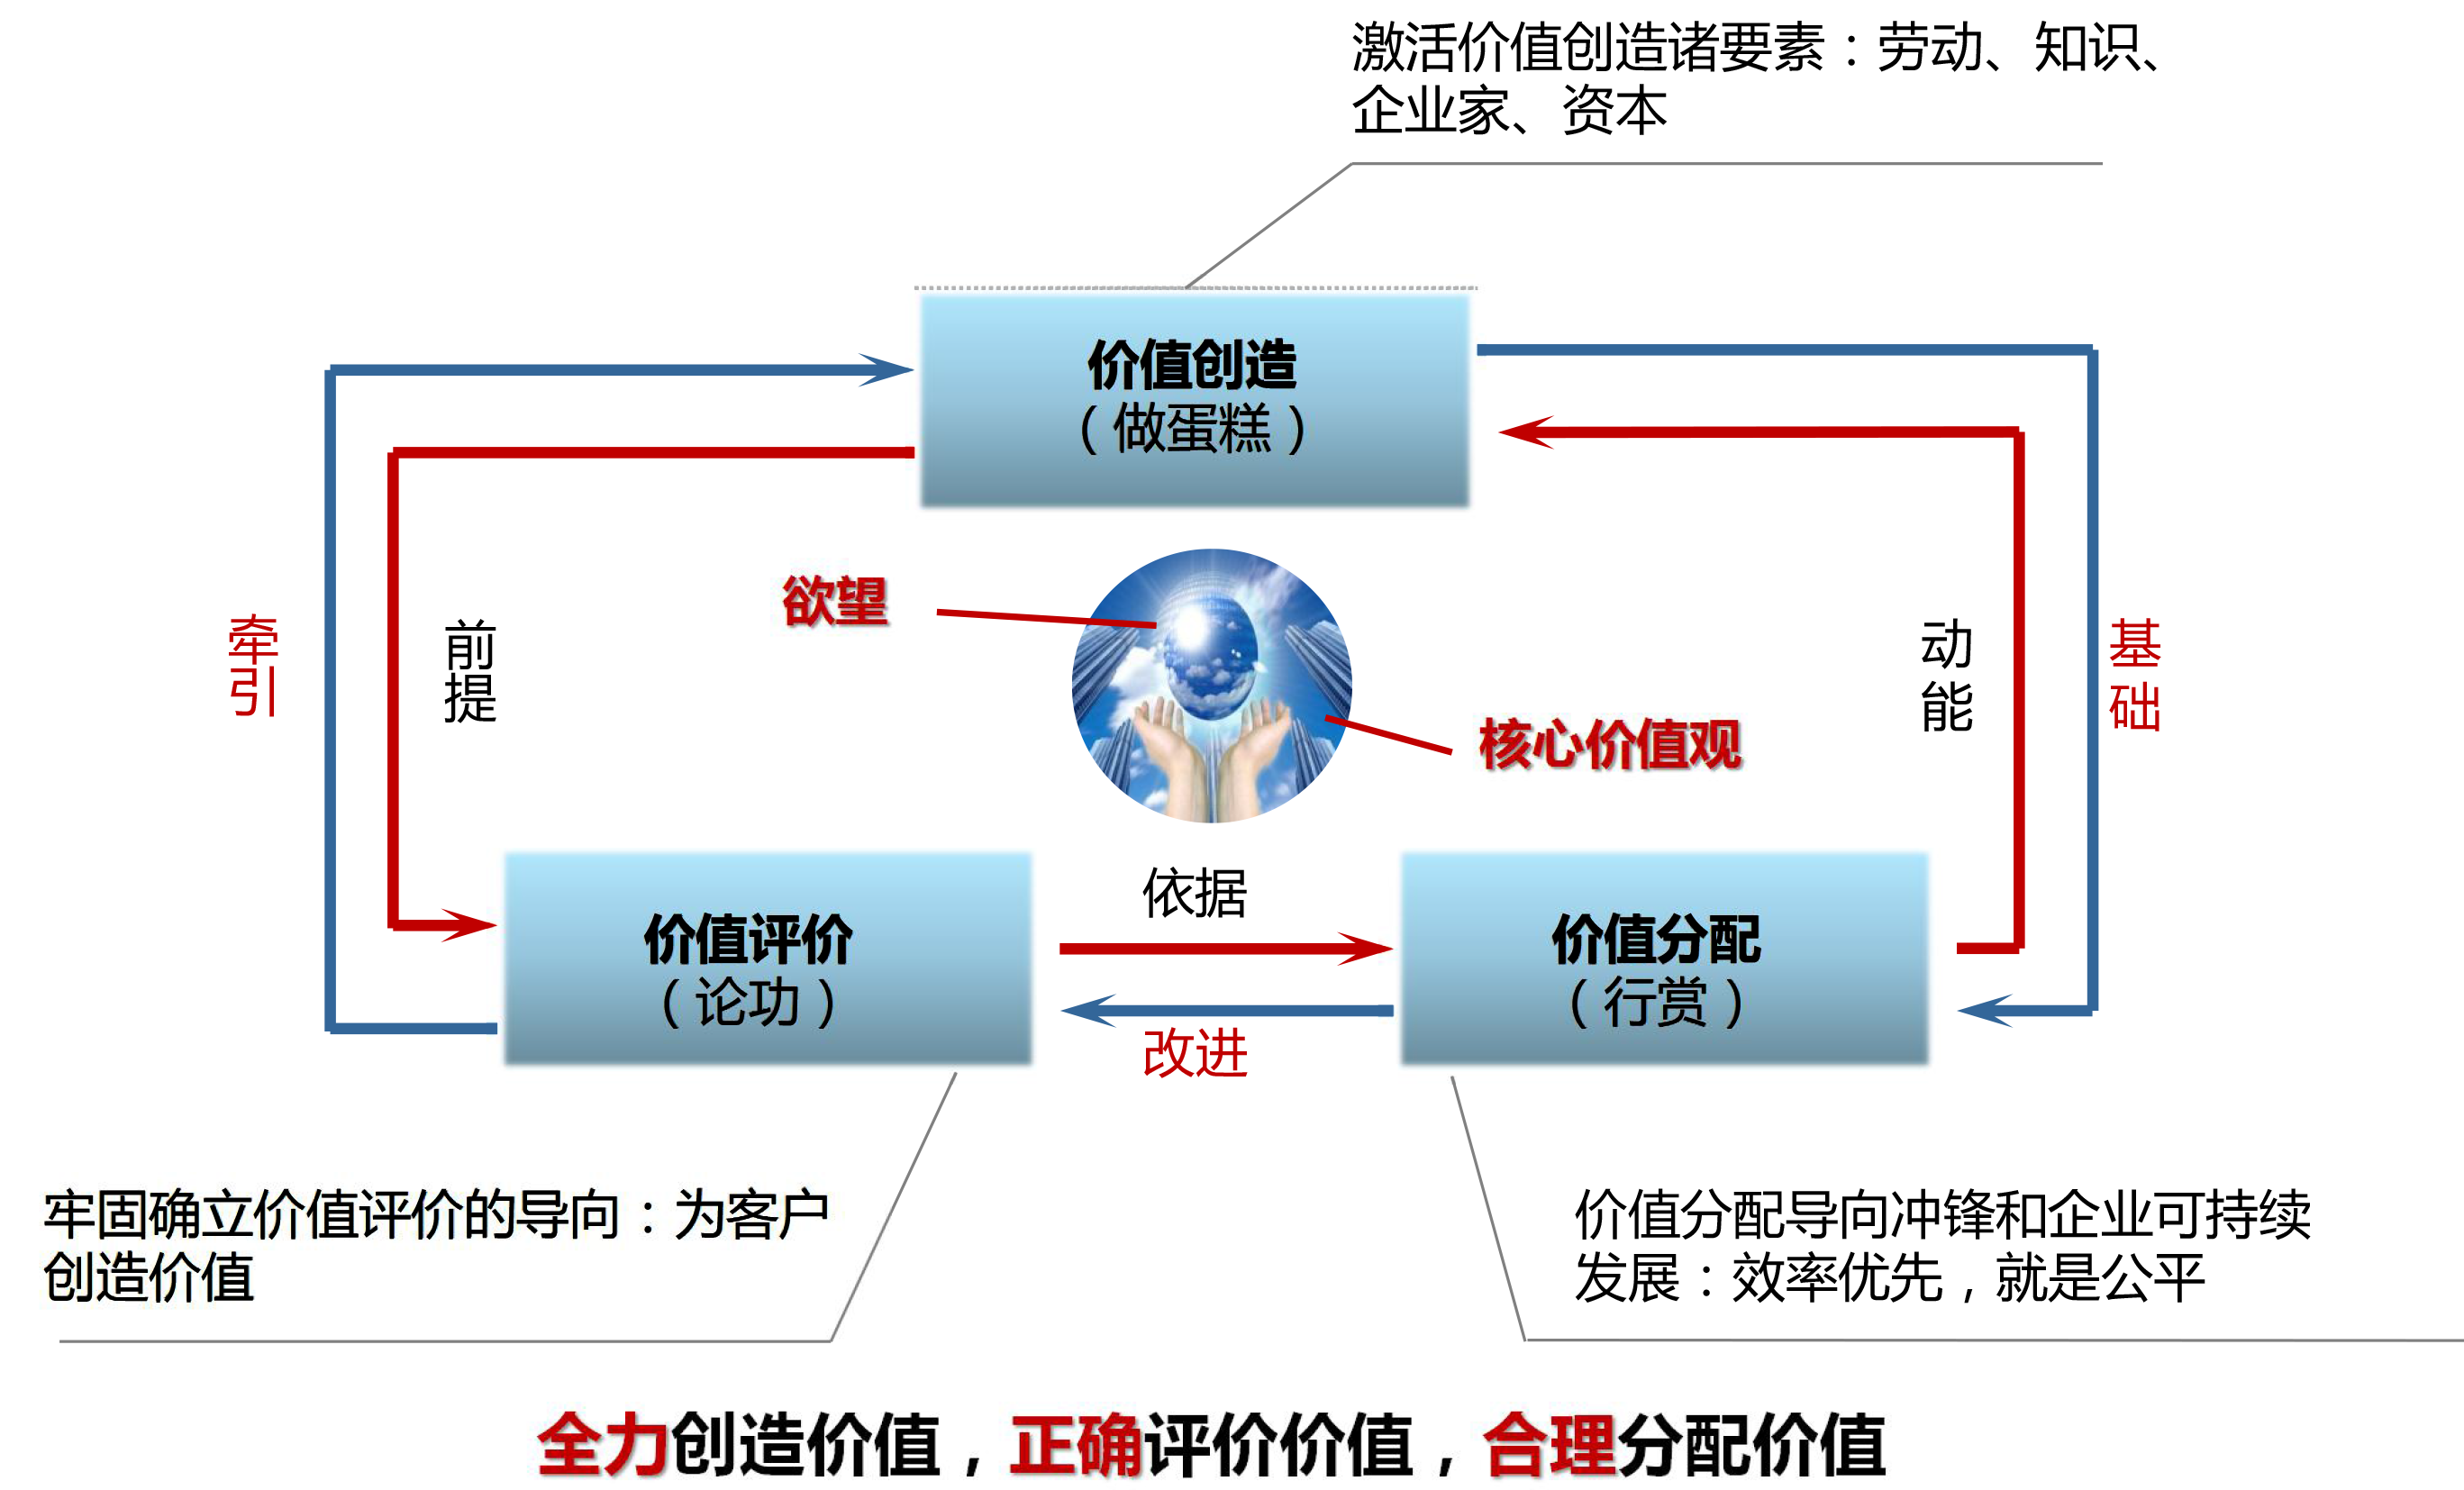 激活价值创造诸要素：劳动、知识、
企业家、资本
价值创造
（做蛋糕）
欲望
牵引
前提
动能
基础
核心价值观
依据
价值评价
（论功）
价值分配
（行赏）
改进
牢固确立价值评价的导向：为客户
创造价值
价值分配导向冲锋和企业可持续
发展：效率优先，就是公平
全力创造价值，正确评价价值，合理分配价值